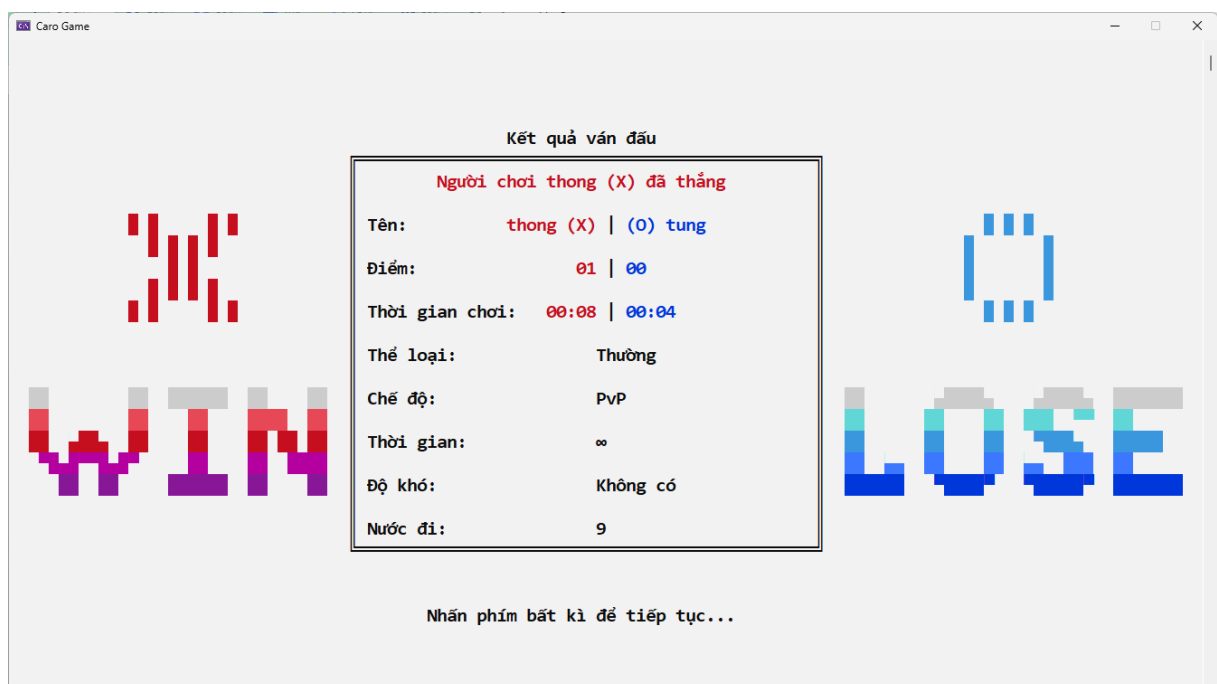 Caro Game
Kết quả ván đấu
Người chơi thong (X) đã thắng
Tên: thong (X) | (O) tung
Điểm: 01 | 00
Thời gian chơi: 00:08 | 00:04
Thể loại: Thường
Chế độ: PvP
Thời gian: ∞
Độ khó: Không có
Nước đi: 9
X
WIN
O
LOSE
Nhấn phím bất kì để tiếp tục...